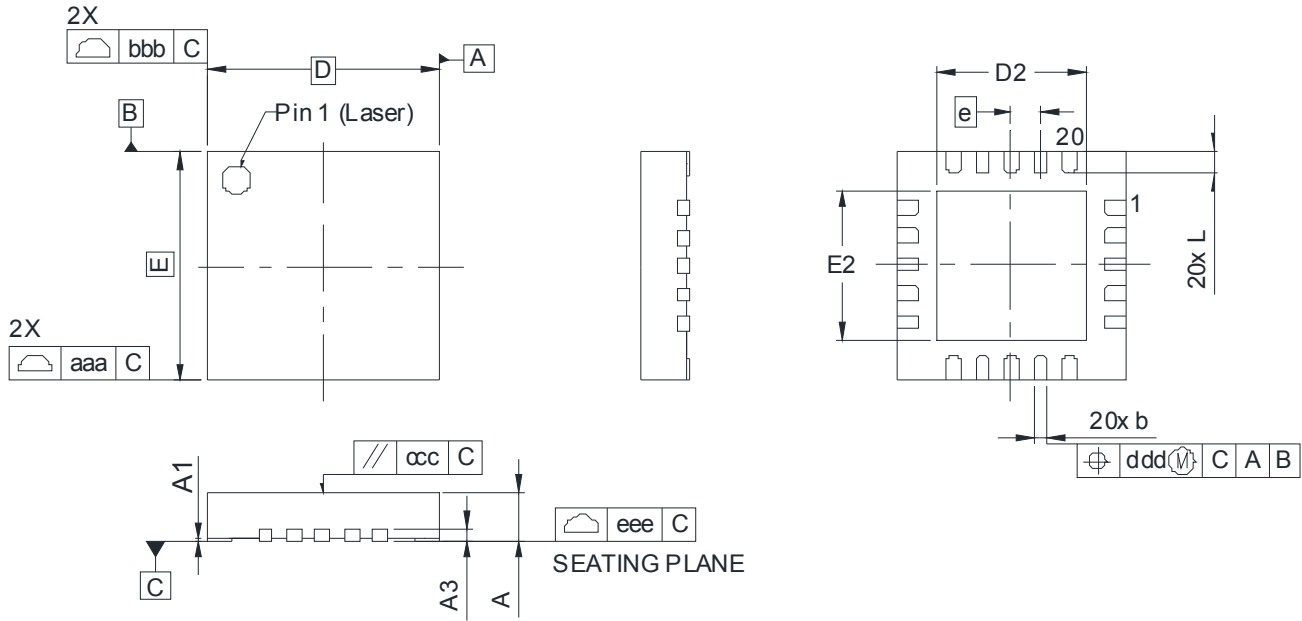 2X
bbb C
D
A
D2
B
Pin 1 (Laser)
e
20
1
E
E2
20x L
2X
aaa C
20x b
ddd M C A B
ccc C
A1
eee C
SEATING PLANE
C
A3
A